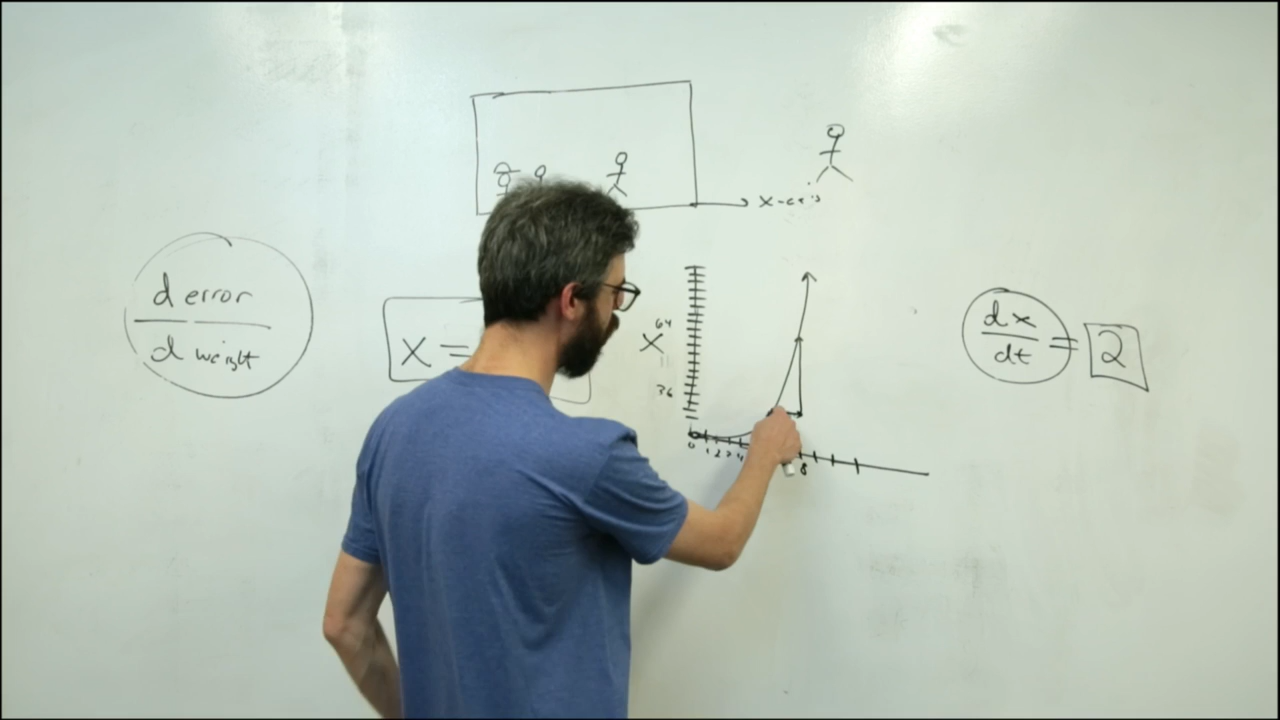 x-axis
d error
d weight
x =
64
x
36
0 1 2 3 4
8
dx
dt
= 2